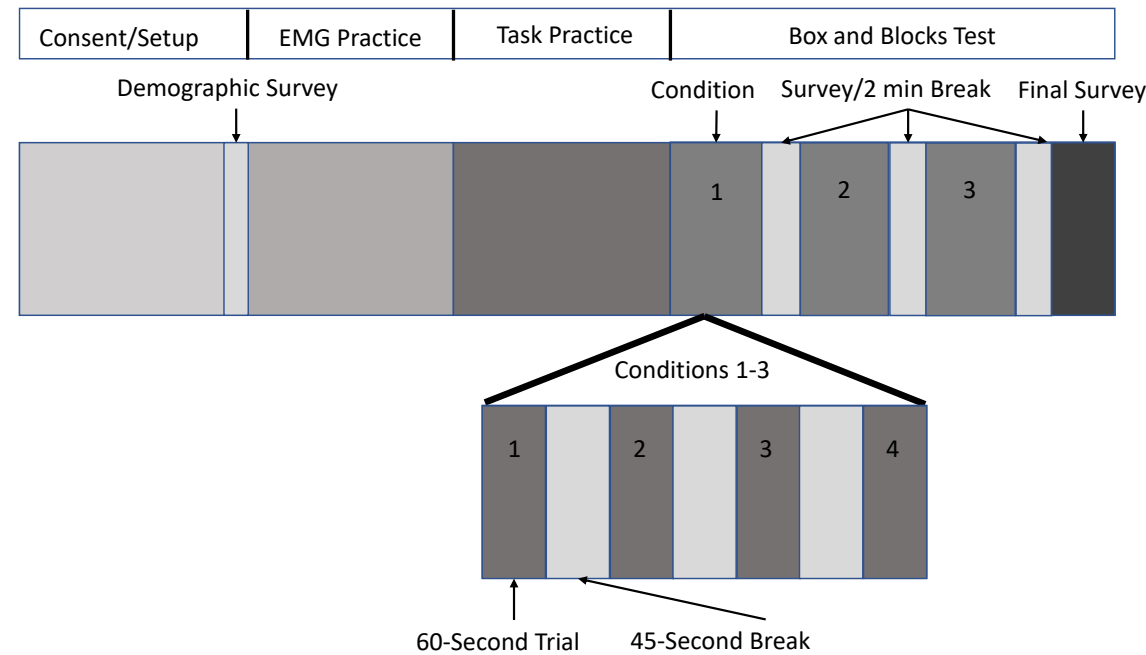 Consent/Setup
EMG Practice
Task Practice
Box and Blocks Test
Demographic Survey
Condition
Survey/2 min Break
Final Survey
1
2
3
Conditions 1-3
1
2
3
4
60-Second Trial
45-Second Break